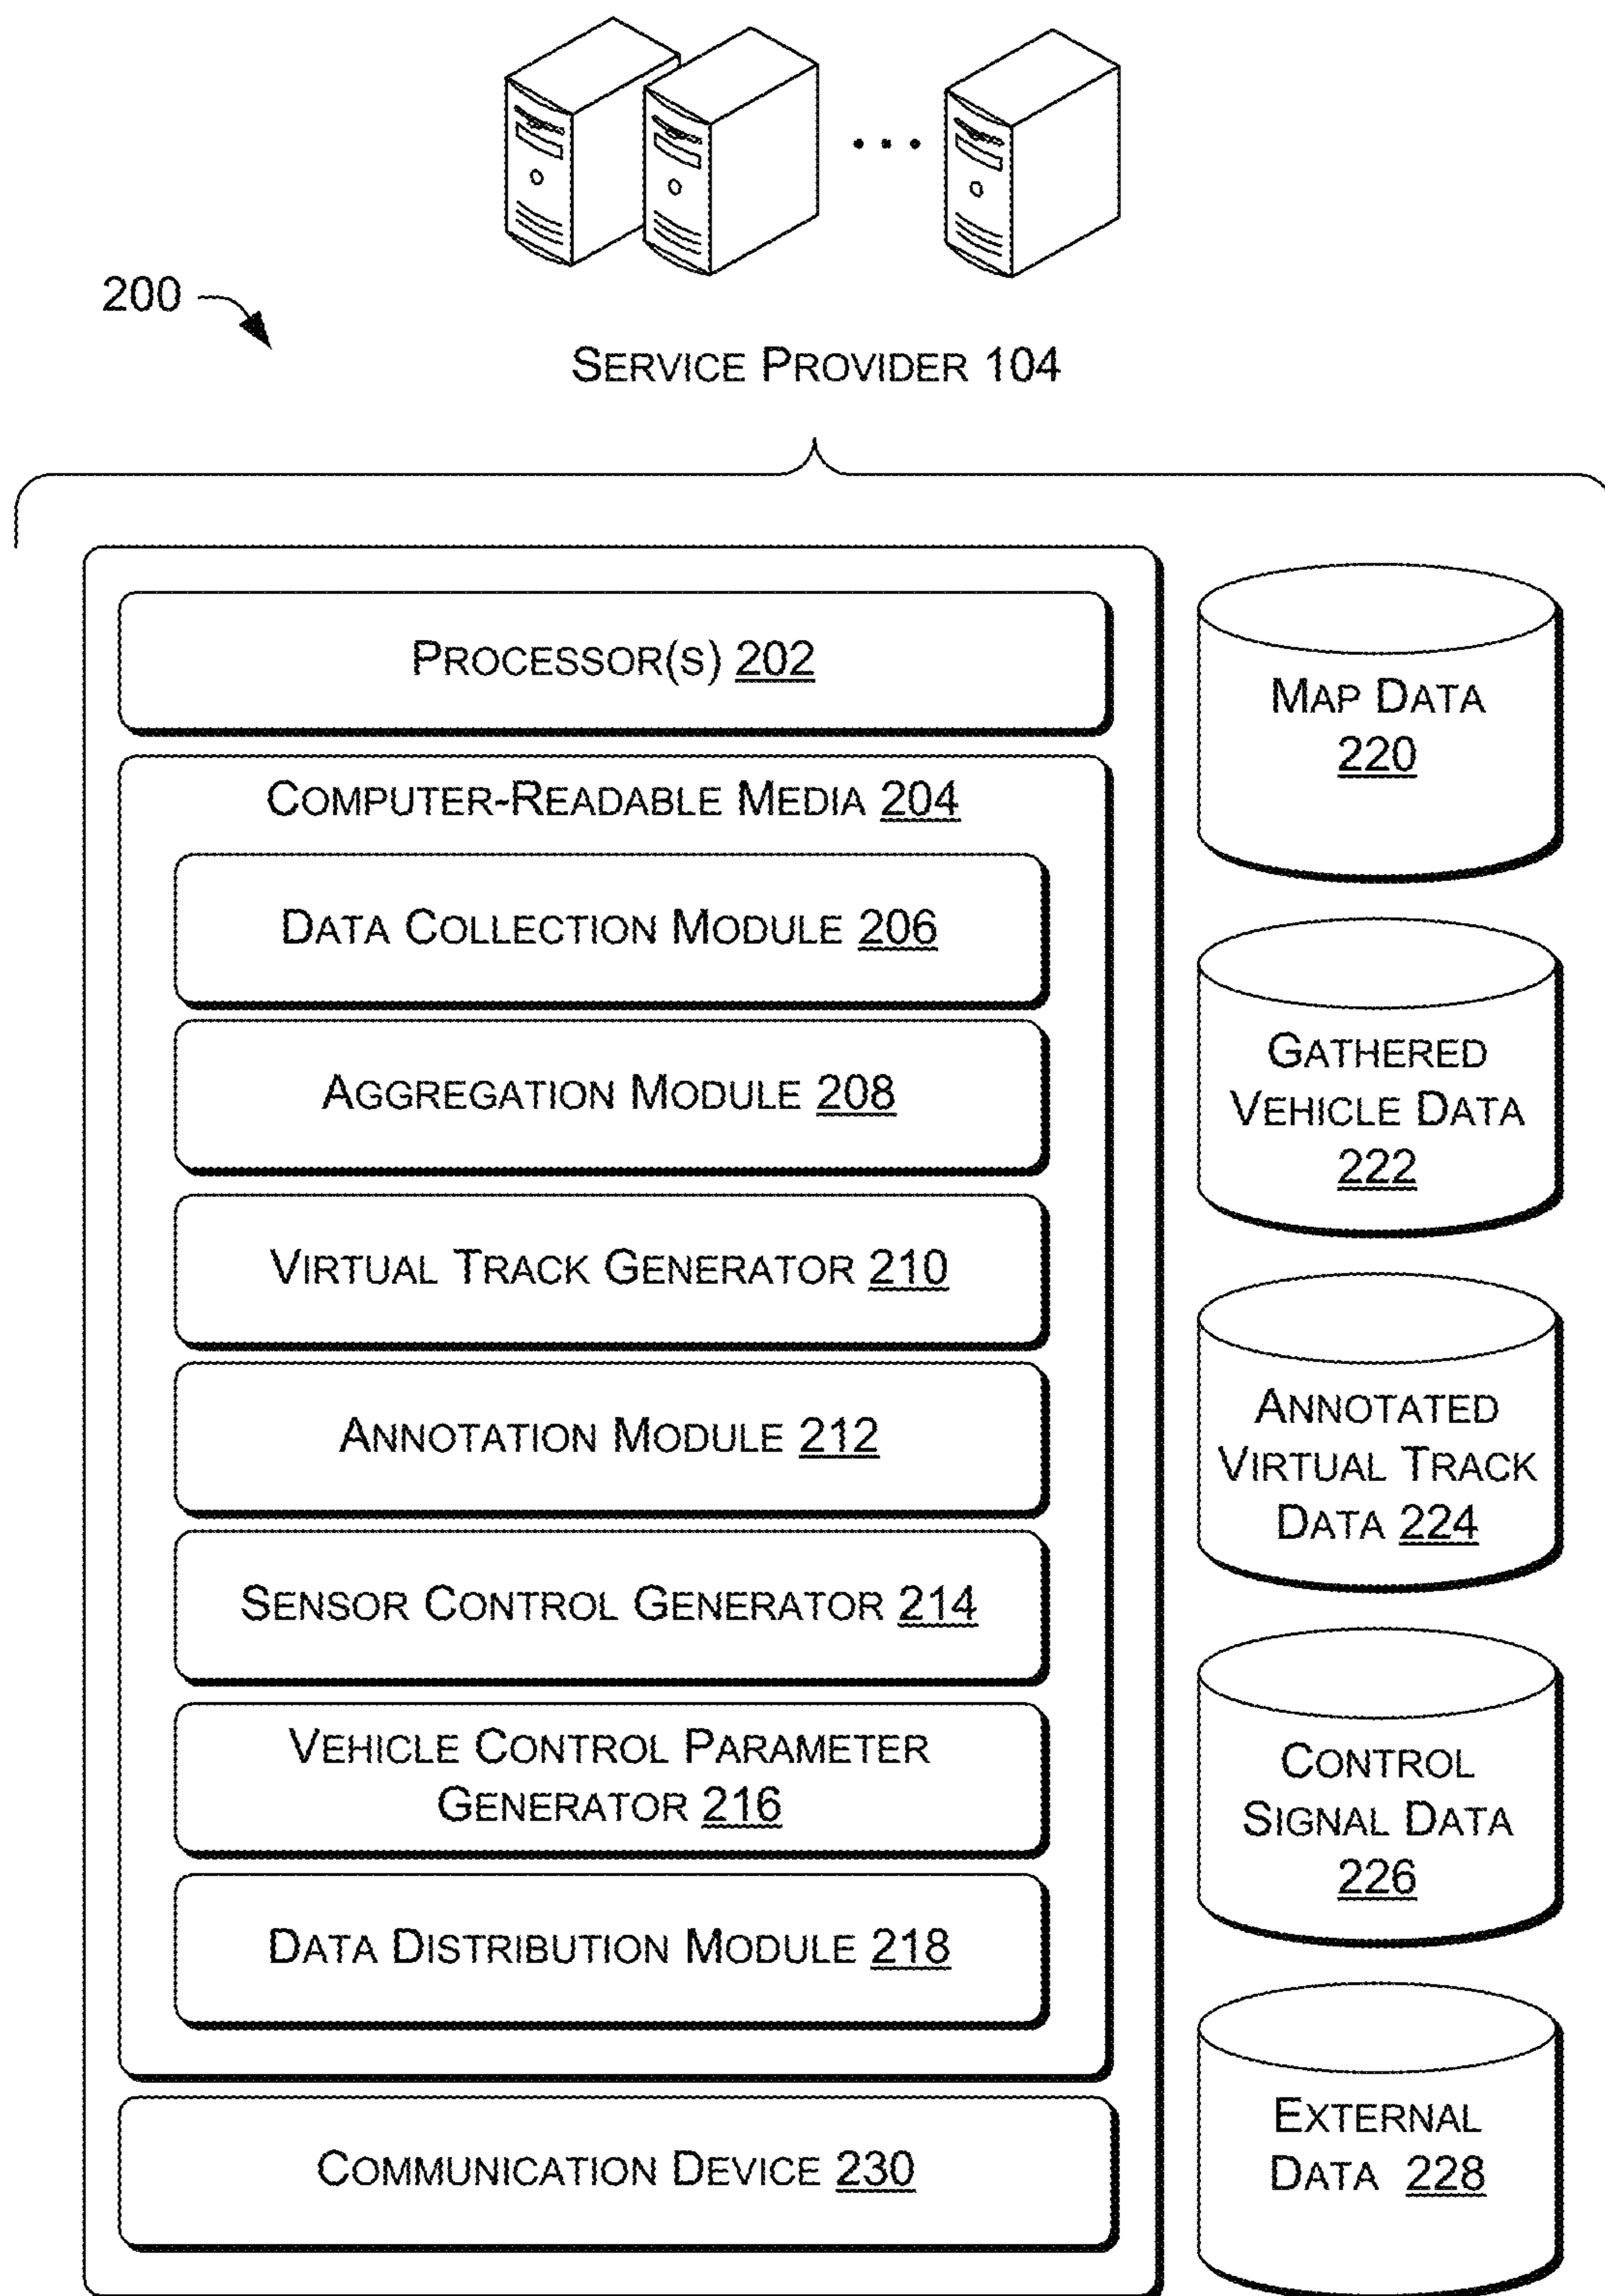 200
SERVICE PROVIDER 104
PROCESSOR(S) 202
COMPUTER-READABLE MEDIA 204
DATA COLLECTION MODULE 206
AGGREGATION MODULE 208
VIRTUAL TRACK GENERATOR 210
ANNOTATION MODULE 212
SENSOR CONTROL GENERATOR 214
VEHICLE CONTROL PARAMETER
GENERATOR 216
DATA DISTRIBUTION MODULE 218
COMMUNICATION DEVICE 230
MAP DATA
220
GATHERED
VEHICLE DATA
222
ANNOTATED
VIRTUAL TRACK
DATA 224
CONTROL
SIGNAL DATA
226
EXTERNAL
DATA 228